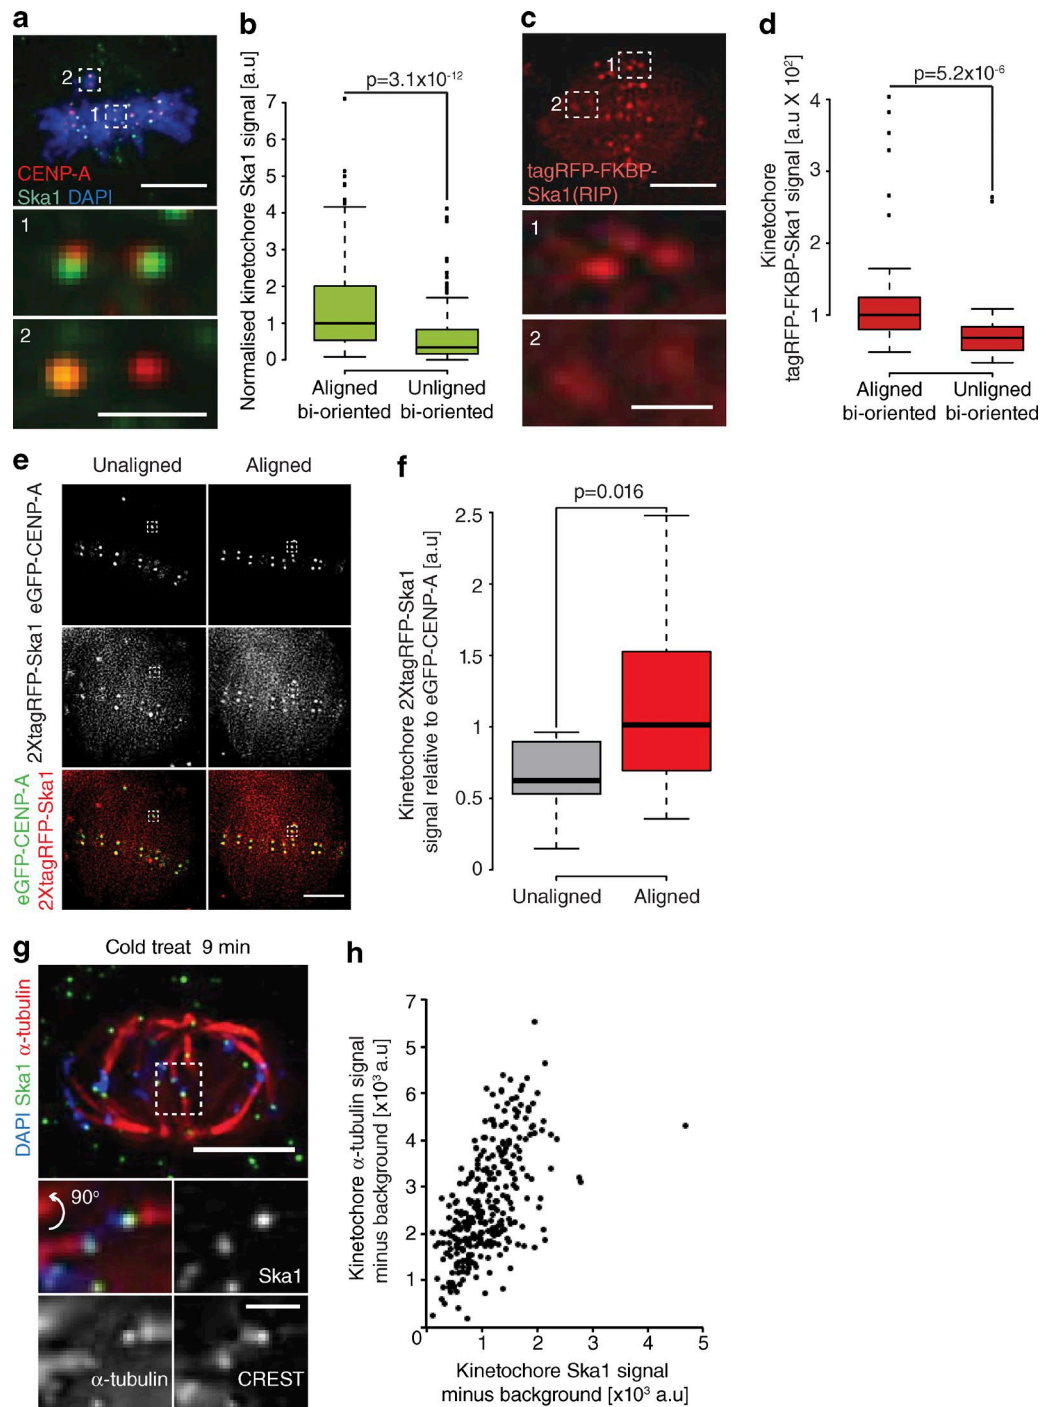 a
2
1
CENP-A
Ska1 DAPI
1
2
b
Normalised kinetochore Ska1 signal [a.u]
p=3.1x10-12
7
6
5
4
3
2
1
0
Aligned
bi-oriented
Unligned
bi-oriented
c
1
2
tagRFP-FKBP-
Ska1(RIP)
1
2
d
Kinetochore
tagRFP-FKBP-Ska1 signal [a.u X 10²]
p=5.2x10-6
4
3
2
1
Aligned
bi-oriented
Unligned
bi-oriented
e
Unaligned
Aligned
eGFP-CENP-A
2XtagRFP-Ska1
eGFP-CENP-A
2XtagRFP-Ska1
f
Kinetochore 2XtagRFP-Ska1
signal relative to eGFP-CENP-A [a.u]
p=0.016
2.5
2
1.5
1
0.5
0
Unaligned
Aligned
g
Cold treat 9 min
DAPI Ska1 α-tubulin
90°
Ska1
α-tubulin
CREST
h
Kinetochore α-tubulin signal
minus background [x10³ a.u]
7
5
6
4
3
2
1
0
1
2
3
4
5
Kinetochore Ska1 signal
minus background [x10³ a.u]